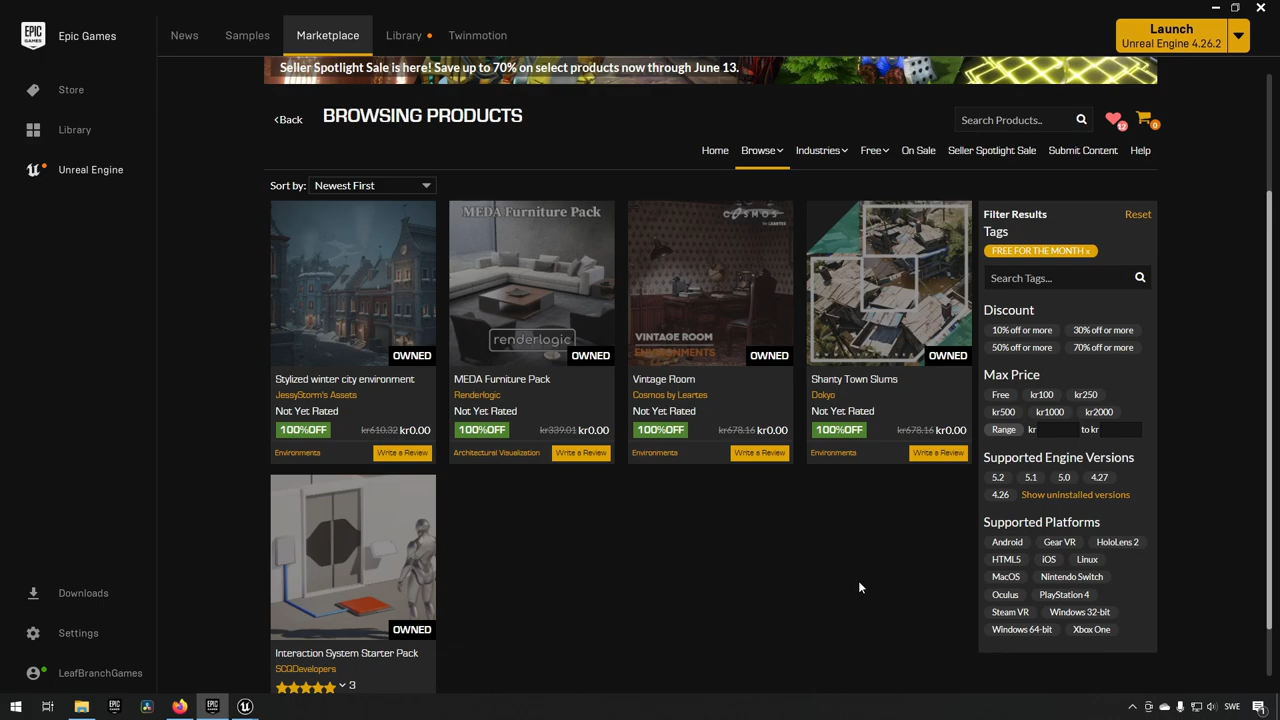 EPIC GAMES
Epic Games
News
Samples
Marketplace
Library
Twinmotion
Launch
Unreal Engine 4.26.2
Store
Library
Unreal Engine
Downloads
Settings
LeafBranchGames
Seller Spotlight Sale is here! Save up to 70% on select products now through June 13.
‹Back
BROWSING PRODUCTS
Search Products..
12
0
Home
Browse
Industries
Free
On Sale
Seller Spotlight Sale
Submit Content
Help
Sort by:
Newest First
OWNED
Stylized winter city environment
JessyStorm's Assets
Not Yet Rated
100%OFF
kr610.32 kr0.00
Environments
Write a Review
MEDA Furniture Pack
renderlogic
OWNED
MEDA Furniture Pack
Renderlogic
Not Yet Rated
100%OFF
kr339.01 kr0.00
Architectural Visualization
Write a Review
COSMOS
by LEARTES
VINTAGE ROOM
ENVIRONMENTS
OWNED
Vintage Room
Cosmos by Leartes
Not Yet Rated
100%OFF
kr678.16 kr0.00
Environments
Write a Review
OWNED
Shanty Town Slums
Dokyo
Not Yet Rated
100%OFF
kr678.16 kr0.00
Environments
Write a Review
OWNED
Interaction System Starter Pack
SCQDevelopers
3
Filter Results
Reset
Tags
FREE FOR THE MONTH x
Search Tags...
Discount
10% off or more
30% off or more
50% off or more
70% off or more
Max Price
Free
kr100
kr250
kr500
kr1000
kr2000
Range
kr
to kr
Supported Engine Versions
5.2
5.1
5.0
4.27
4.26
Show uninstalled versions
Supported Platforms
Android
Gear VR
HoloLens 2
HTML5
iOS
Linux
MacOS
Nintendo Switch
Oculus
PlayStation 4
Steam VR
Windows 32-bit
Windows 64-bit
Xbox One
SWE
1